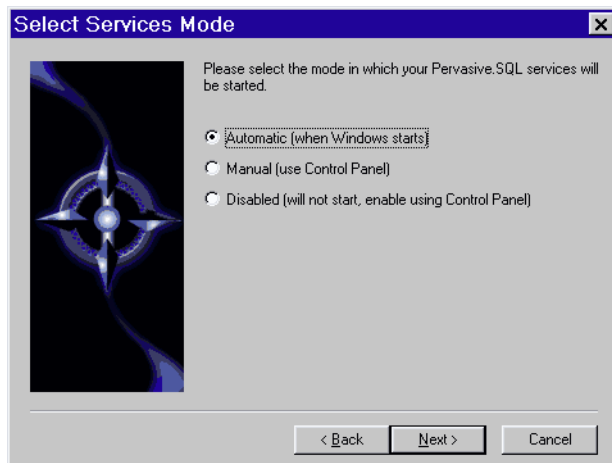 Select Services Mode
Please select the mode in which your Pervasive.SQL services will
be started.
Automatic (when Windows starts)
Manual (use Control Panel)
Disabled (will not start, enable using Control Panel)
< Back
Next >
Cancel